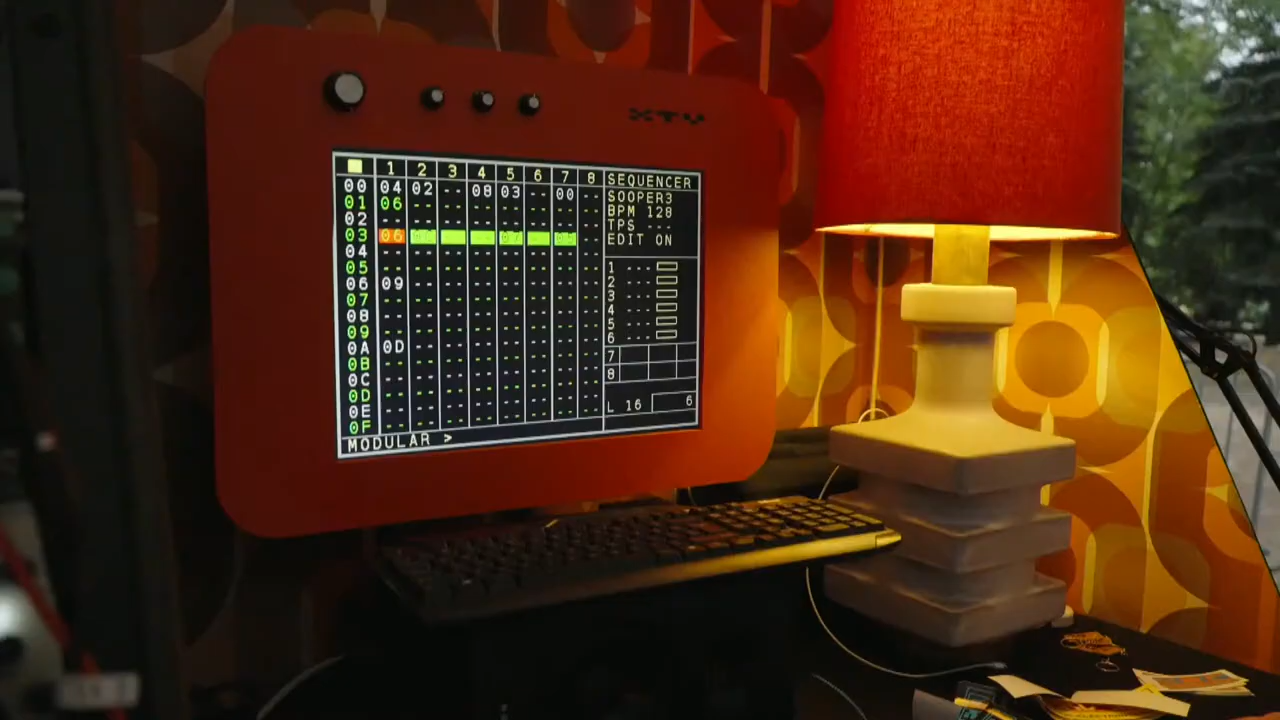 XTV
1 2 3 4 5 6 7 8 SEQUENCER
00 04 02 -- 08 03 -- 00 -- SOOPER3
01 06 -- -- -- -- -- -- -- BPM 128
02 -- -- -- -- -- -- -- -- TPS ---
03 06 -- EDIT ON
04 -- -- -- -- -- -- -- --
05 -- -- -- -- -- -- -- -- 1 ---
06 09 -- -- -- -- -- -- -- 2 ---
07 -- -- -- -- -- -- -- -- 3 ---
08 -- -- -- -- -- -- -- -- 4 ---
09 -- -- -- -- -- -- -- -- 5 ---
0A 0D -- -- -- -- -- -- -- 6 ---
0B -- -- -- -- -- -- -- -- 7
0C -- -- -- -- -- -- -- -- 8
0D -- -- -- -- -- -- -- --
0E -- -- -- -- -- -- -- -- L 16 6
0F -- -- -- -- -- -- -- --
MODULAR >